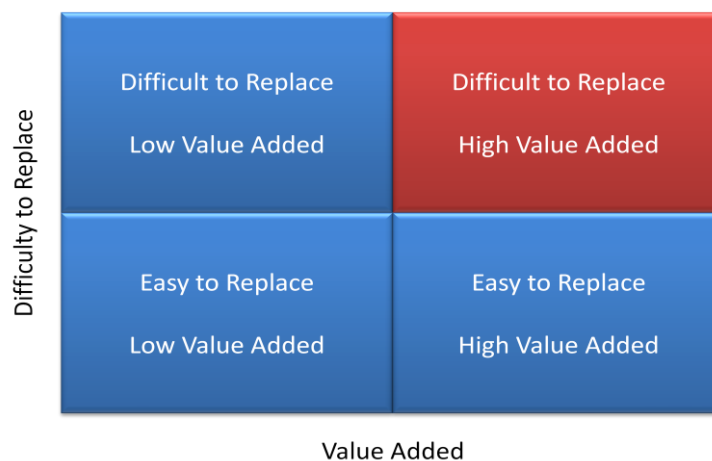 Difficulty to Replace
Difficult to Replace
Low Value Added
Difficult to Replace
High Value Added
Easy to Replace
Low Value Added
Easy to Replace
High Value Added
Value Added